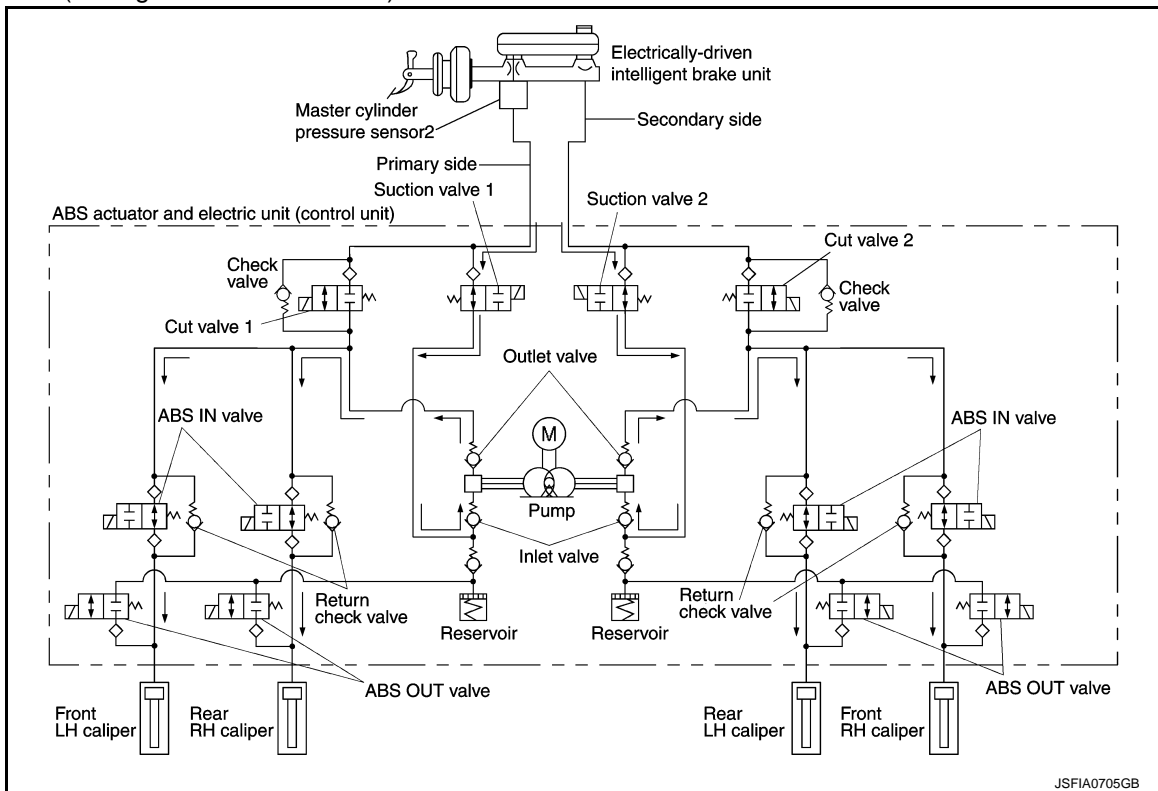 Electrically-driven
intelligent brake unit
Master cylinder
pressure sensor2
Secondary side
Primary side
Suction valve 1
Suction valve 2
ABS actuator and electric unit (control unit)
Cut valve 2
Check
valve
Check
valve
Cut valve 1
Outlet valve
ABS IN valve
ABS IN valve
M
Pump
Inlet valve
Return
check valve
Return
check valve
Reservoir
Reservoir
ABS OUT valve
ABS OUT valve
Front
LH caliper
Rear
RH caliper
Rear
LH caliper
Front
RH caliper
JSFIA0705GB